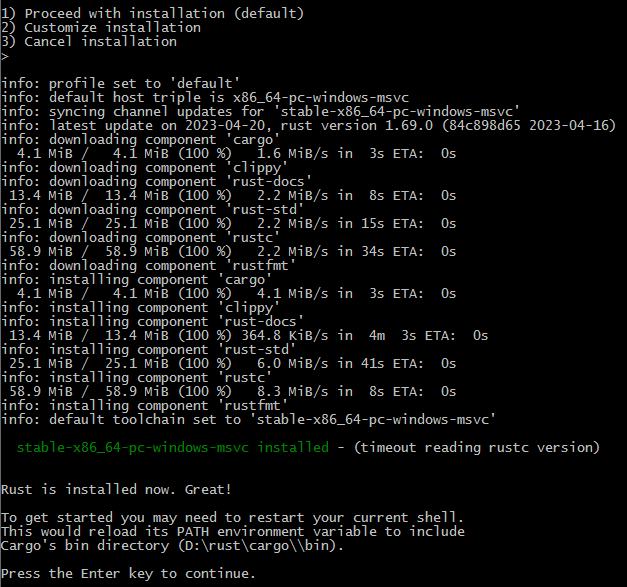 1) Proceed with installation (default)
2) Customize installation
3) Cancel installation
>
info: profile set to 'default'
info: default host triple is x86_64-pc-windows-msvc
info: syncing channel updates for 'stable-x86_64-pc-windows-msvc'
info: latest update on 2023-04-20, rust version 1.69.0 (84c898d65 2023-04-16)
info: downloading component 'cargo'
  4.1 MiB /   4.1 MiB (100 %)   1.6 MiB/s in  3s ETA:  0s
info: downloading component 'clippy'
info: downloading component 'rust-docs'
 13.4 MiB /  13.4 MiB (100 %)   2.2 MiB/s in  8s ETA:  0s
info: downloading component 'rust-std'
 25.1 MiB /  25.1 MiB (100 %)   2.2 MiB/s in 15s ETA:  0s
info: downloading component 'rustc'
 58.9 MiB /  58.9 MiB (100 %)   2.2 MiB/s in 34s ETA:  0s
info: downloading component 'rustfmt'
info: installing component 'cargo'
  4.1 MiB /   4.1 MiB (100 %)   4.1 MiB/s in  3s ETA:  0s
info: installing component 'clippy'
info: installing component 'rust-docs'
 13.4 MiB /  13.4 MiB (100 %) 364.8 KiB/s in  4m  3s ETA:  0s
info: installing component 'rust-std'
 25.1 MiB /  25.1 MiB (100 %)   6.0 MiB/s in 41s ETA:  0s
info: installing component 'rustc'
 58.9 MiB /  58.9 MiB (100 %)   8.3 MiB/s in  8s ETA:  0s
info: installing component 'rustfmt'
info: default toolchain set to 'stable-x86_64-pc-windows-msvc'
  stable-x86_64-pc-windows-msvc installed - (timeout reading rustc version)
Rust is installed now. Great!
To get started you may need to restart your current shell.
This would reload its PATH environment variable to include
Cargo's bin directory (D:\rust\cargo\\bin).
Press the Enter key to continue.